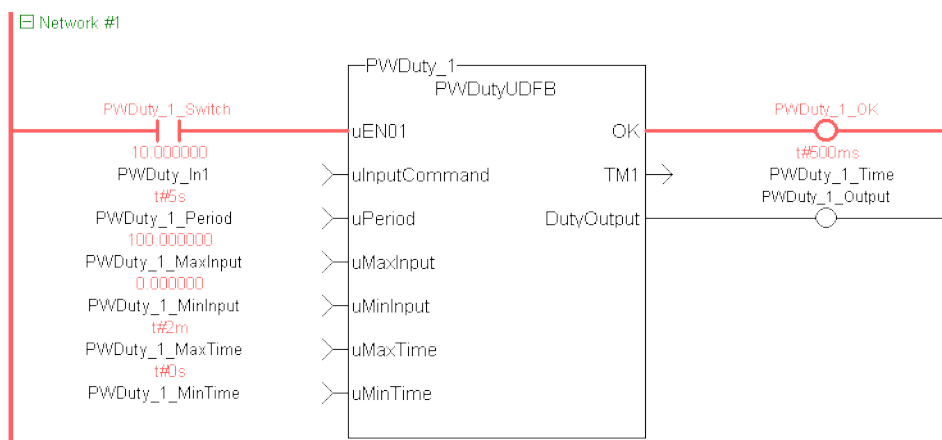 Network #1
PWDuty_1
PWDutyUDFB
PWDuty_1_Switch
PWDuty_1_OK
uEN01
OK
10.000000
t#500ms
PWDuty_In1
uInputCommand
TM1
PWDuty_1_Time
t#5s
PWDuty_1_Output
PWDuty_1_Period
uPeriod
DutyOutput
100.000000
PWDuty_1_MaxInput
uMaxInput
0.000000
PWDuty_1_MinInput
uMinInput
t#2m
PWDuty_1_MaxTime
uMaxTime
t#0s
PWDuty_1_MinTime
uMinTime